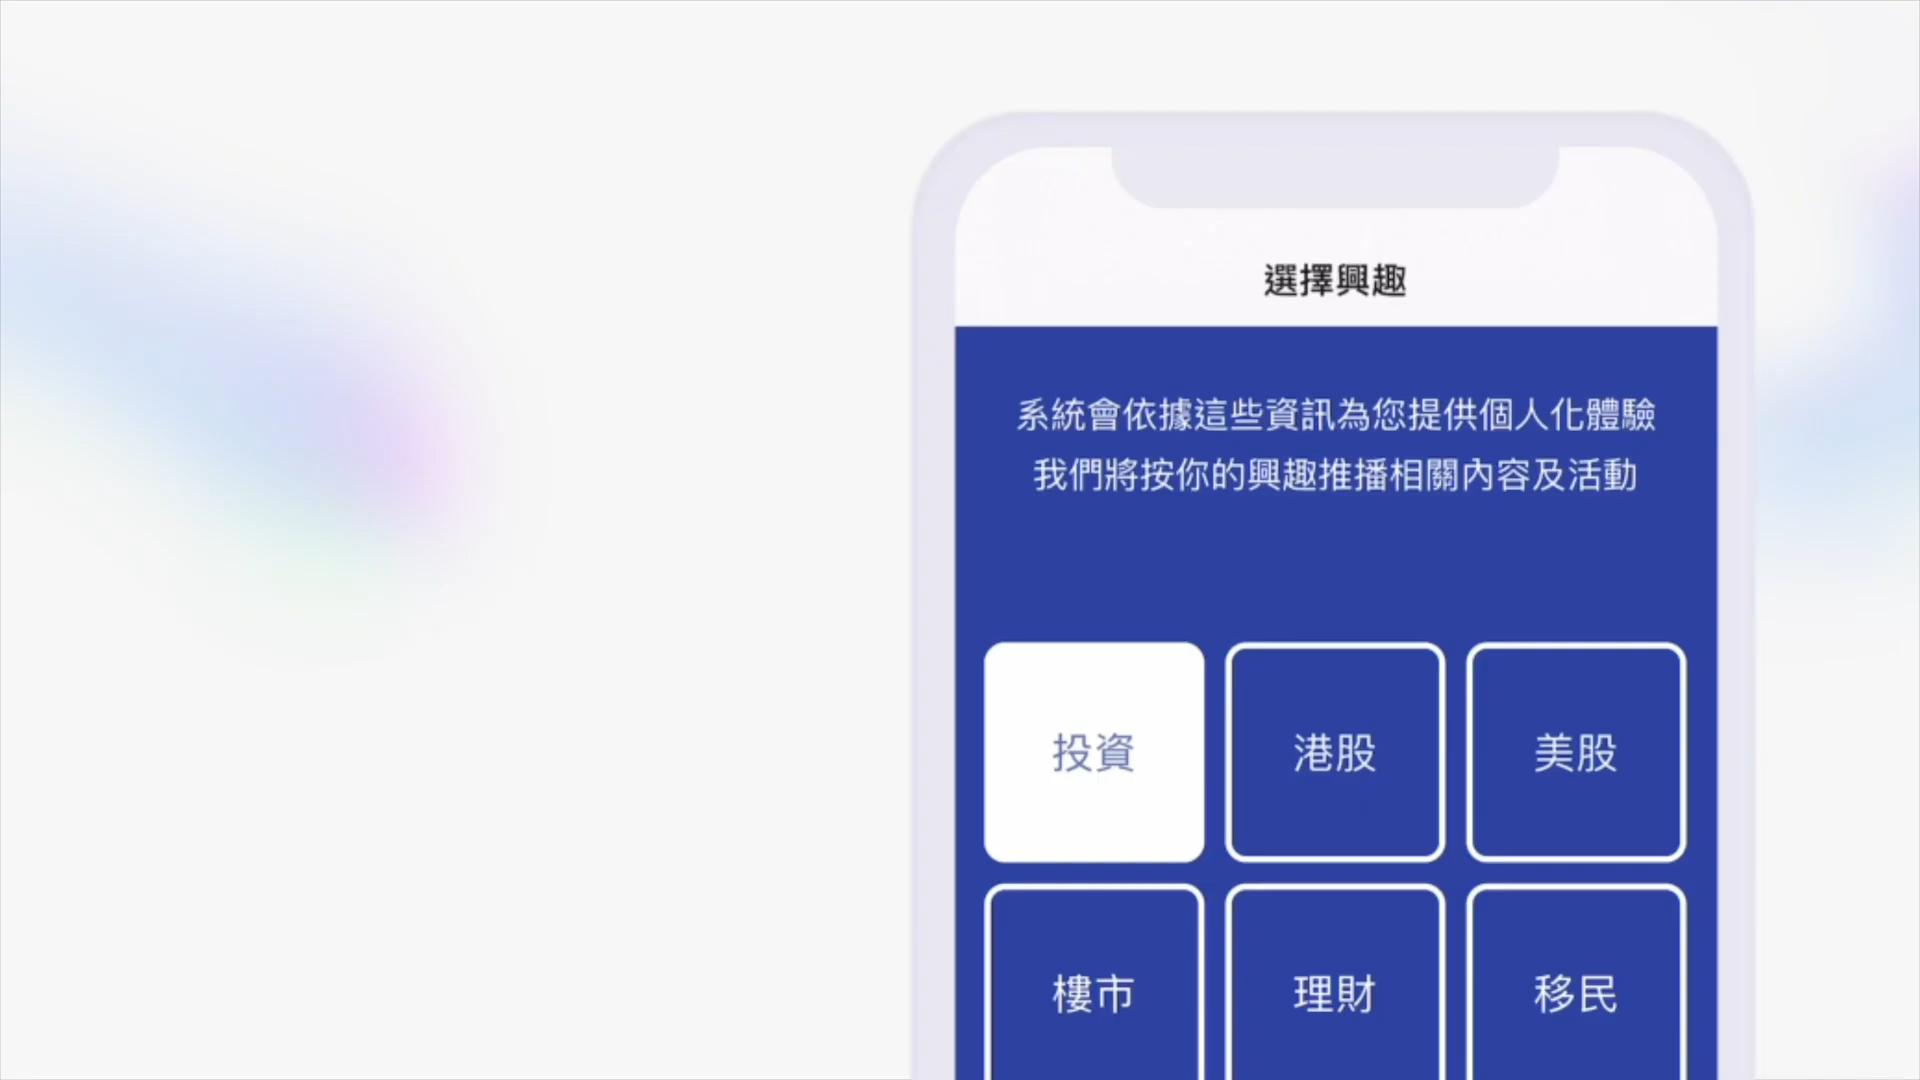 選擇興趣
系統會依據這些資訊為您提供個人化體驗
我們將按你的興趣推播相關內容及活動
投資
港股
美股
樓市
理財
移民